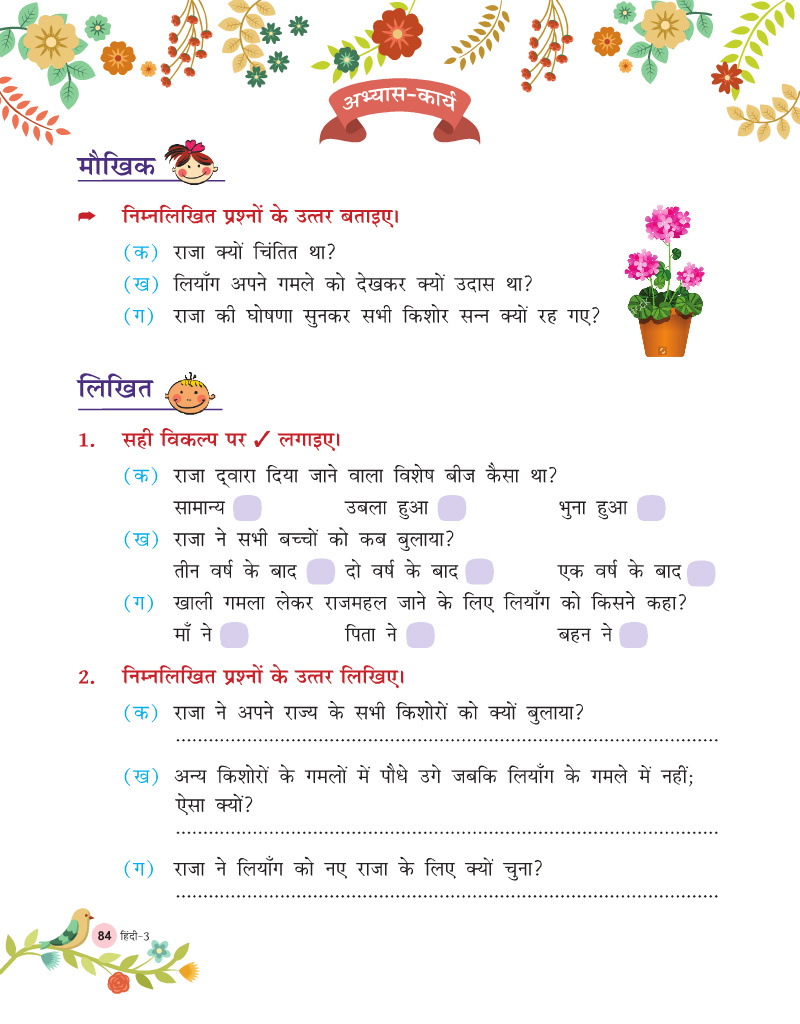 अभ्यास-कार्य
मौखिक
➦ निम्नलिखित प्रश्नों के उत्तर बताइए।
(क) राजा क्यों चिंतित था?
(ख) लियाँग अपने गमले को देखकर क्यों उदास था?
(ग) राजा की घोषणा सुनकर सभी किशोर सन्न क्यों रह गए?
लिखित
1. सही विकल्प पर ✓ लगाइए।
(क) राजा द्वारा दिया जाने वाला विशेष बीज कैसा था?
सामान्य उबला हुआ भुना हुआ
(ख) राजा ने सभी बच्चों को कब बुलाया?
तीन वर्ष के बाद दो वर्ष के बाद एक वर्ष के बाद
(ग) खाली गमला लेकर राजमहल जाने के लिए लियाँग को किसने कहा?
माँ ने पिता ने बहन ने
2. निम्नलिखित प्रश्नों के उत्तर लिखिए।
(क) राजा ने अपने राज्य के सभी किशोरों को क्यों बुलाया?
(ख) अन्य किशोरों के गमलों में पौधे उगे जबकि लियाँग के गमले में नहीं;
ऐसा क्यों?
(ग) राजा ने लियाँग को नए राजा के लिए क्यों चुना?
84 हिंदी-3